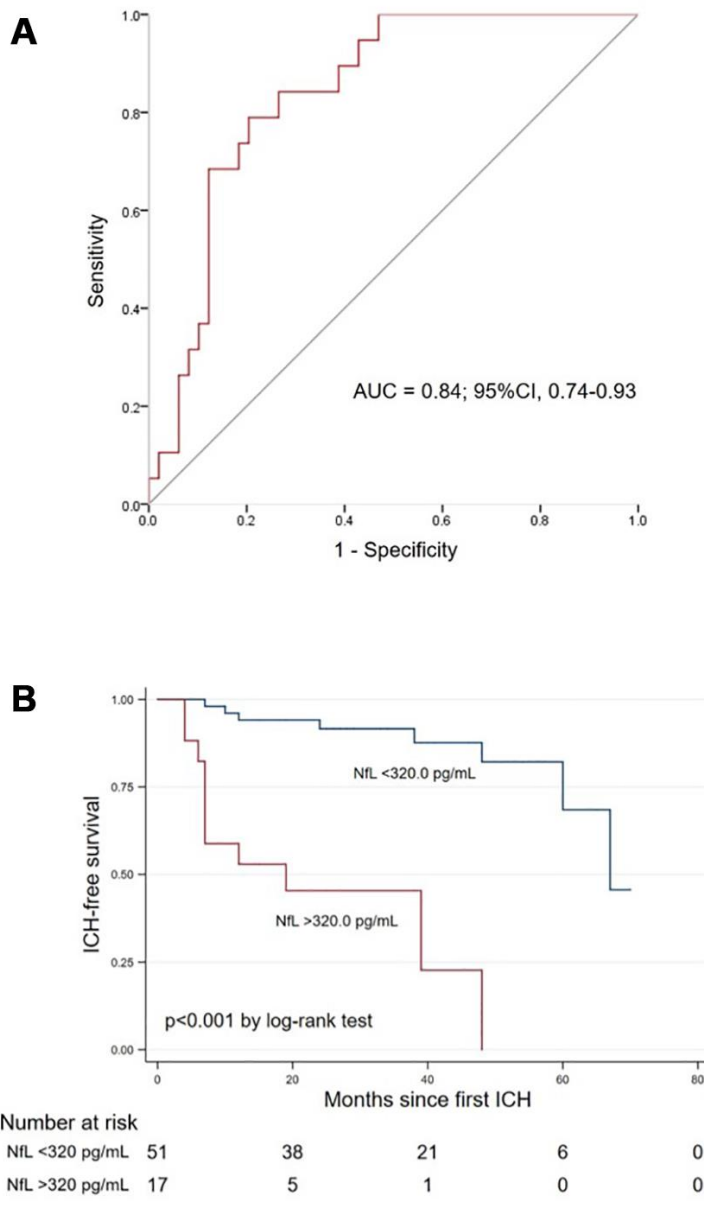 A
1.0
0.8
0.6
0.4
0.2
0.0
Sensitivity
AUC = 0.84; 95%CI, 0.74-0.93
0.0 0.2 0.4 0.6 0.8 1.0
1 - Specificity
B
1.00
0.75
0.50
0.25
0.00
ICH-free survival
NfL <320.0 pg/mL
NfL >320.0 pg/mL
p<0.001 by log-rank test
0 20 40 60 80
Months since first ICH
Number at risk
NfL <320 pg/mL 51 38 21 6 0
NfL >320 pg/mL 17 5 1 0 0